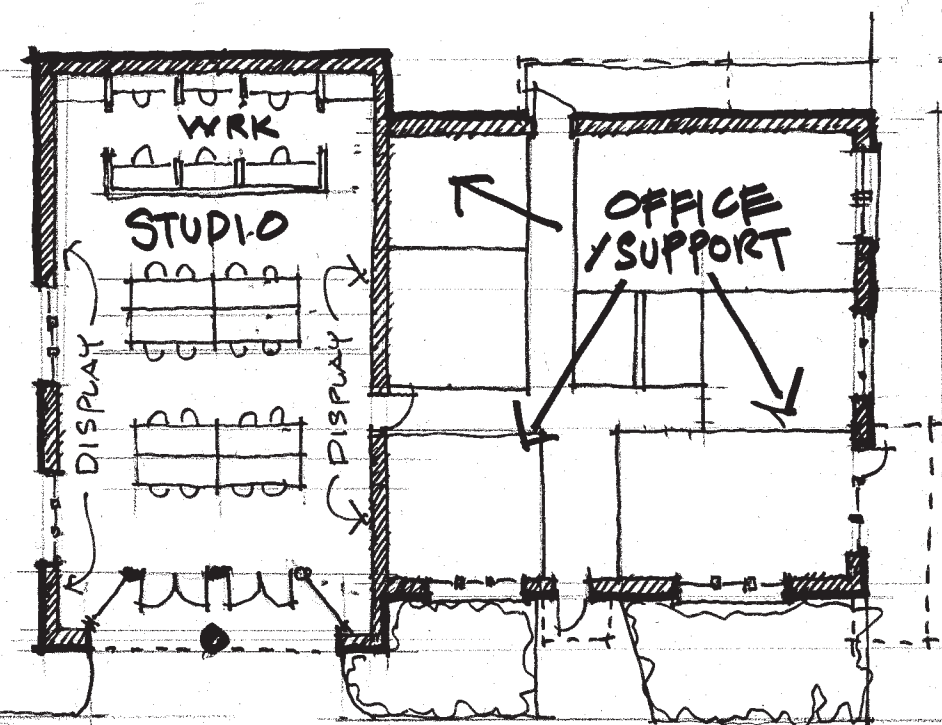 WRK
STUDIO
OFFICE
/SUPPORT
DISPLAY
DISPLAY